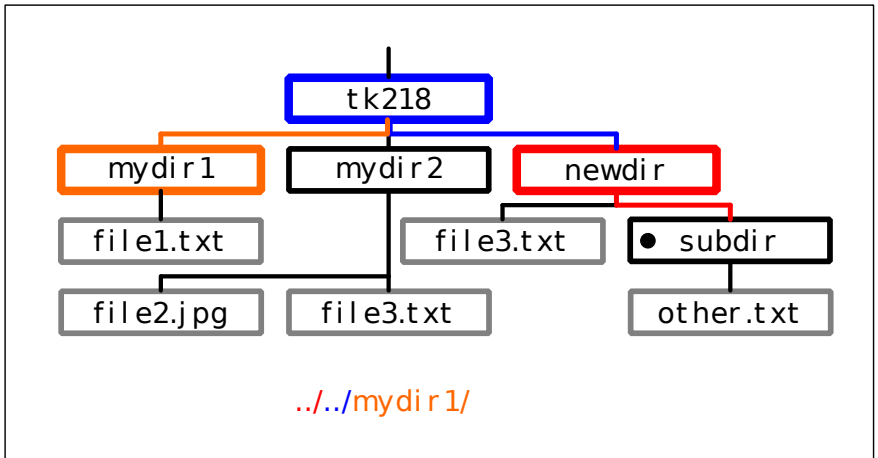 tk218
mydir1 mydir2 newdir
file1.txt file3.txt subdir
file2.jpg file3.txt other.txt
../../mydir1/